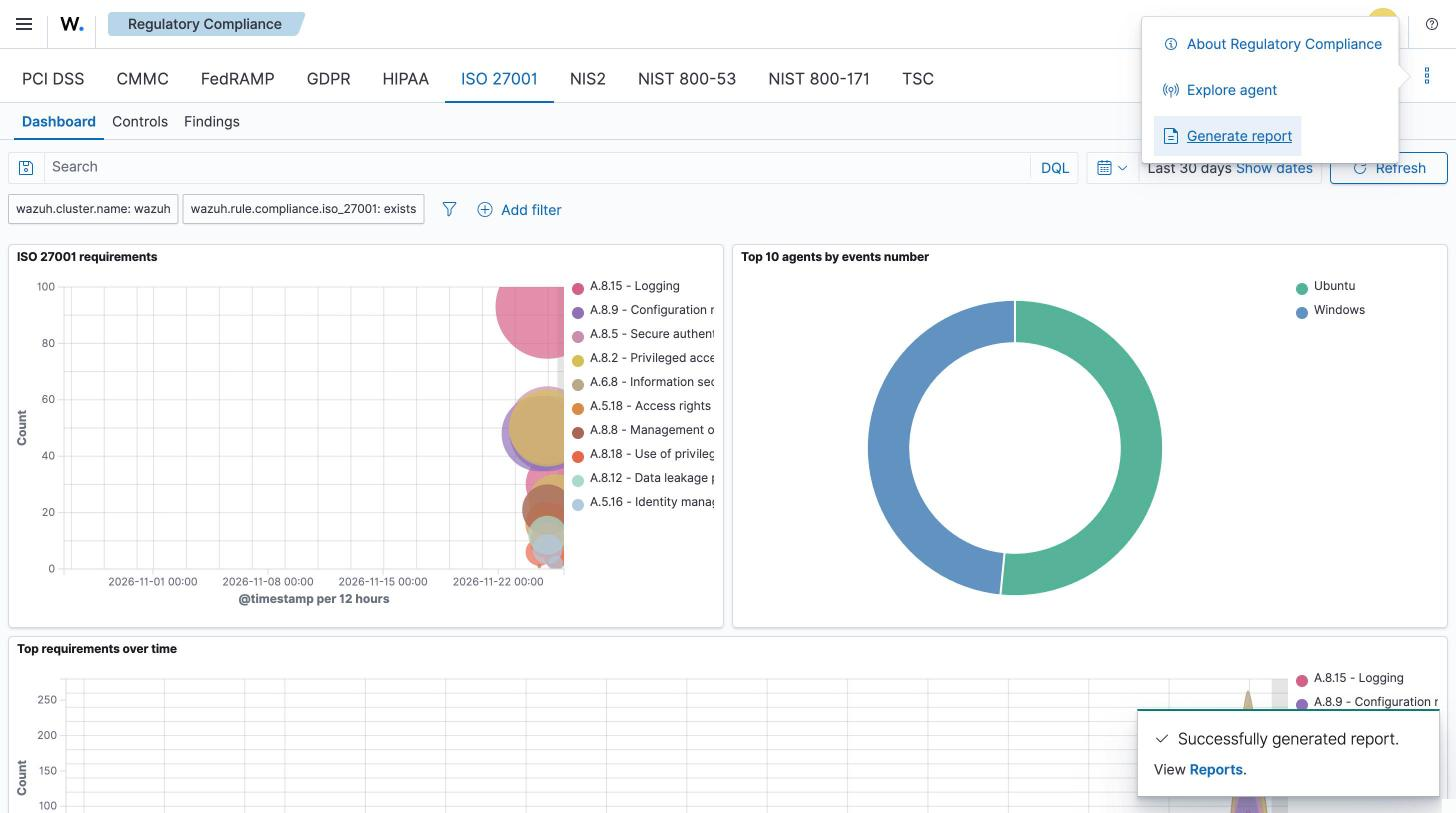 W.
Regulatory Compliance
About Regulatory Compliance
Explore agent
Generate report
PCI DSS
CMMC
FedRAMP
GDPR
HIPAA
ISO 27001
NIS2
NIST 800-53
NIST 800-171
TSC
Dashboard
Controls
Findings
Search
DQL
Last 30 days
Show dates
Refresh
wazuh.cluster.name: wazuh
wazuh.rule.compliance.iso_27001: exists
Add filter
ISO 27001 requirements
100
80
60
40
20
0
Count
2026-11-01 00:00
2026-11-08 00:00
2026-11-15 00:00
2026-11-22 00:00
@timestamp per 12 hours
A.8.15 - Logging
A.8.9 - Configuration r
A.8.5 - Secure authent
A.8.2 - Privileged acce
A.6.8 - Information sec
A.5.18 - Access rights
A.8.8 - Management o
A.8.18 - Use of privileg
A.8.12 - Data leakage p
A.5.16 - Identity manag
Top 10 agents by events number
Ubuntu
Windows
Top requirements over time
250
200
150
100
Count
A.8.15 - Logging
A.8.9 - Configuration r
Successfully generated report.
View Reports.